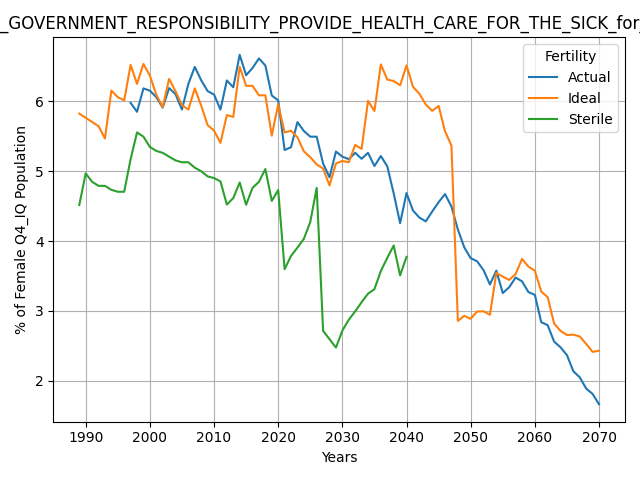 _GOVERNMENT_RESPONSIBILITY_PROVIDE_HEALTH_CARE_FOR_THE_SICK_for_
Fertility
Actual
Ideal
Sterile
% of Female Q4_IQ Population
6
5
4
3
2
1990 2000 2010 2020 2030 2040 2050 2060 2070
Years